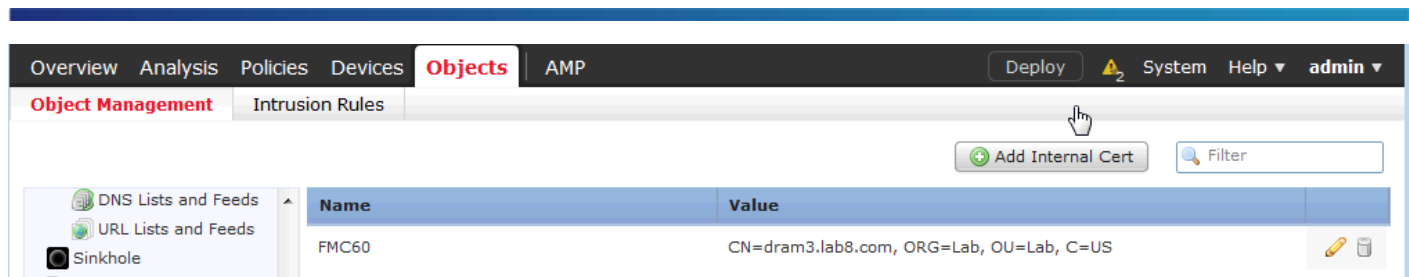 Overview Analysis Policies Devices Objects AMP Deploy 2 System Help ▾ admin ▾
Object Management Intrusion Rules
Add Internal Cert Filter
DNS Lists and Feeds Name Value
URL Lists and Feeds
FMC60 CN=dram3.lab8.com, ORG=Lab, OU=Lab, C=US
Sinkhole